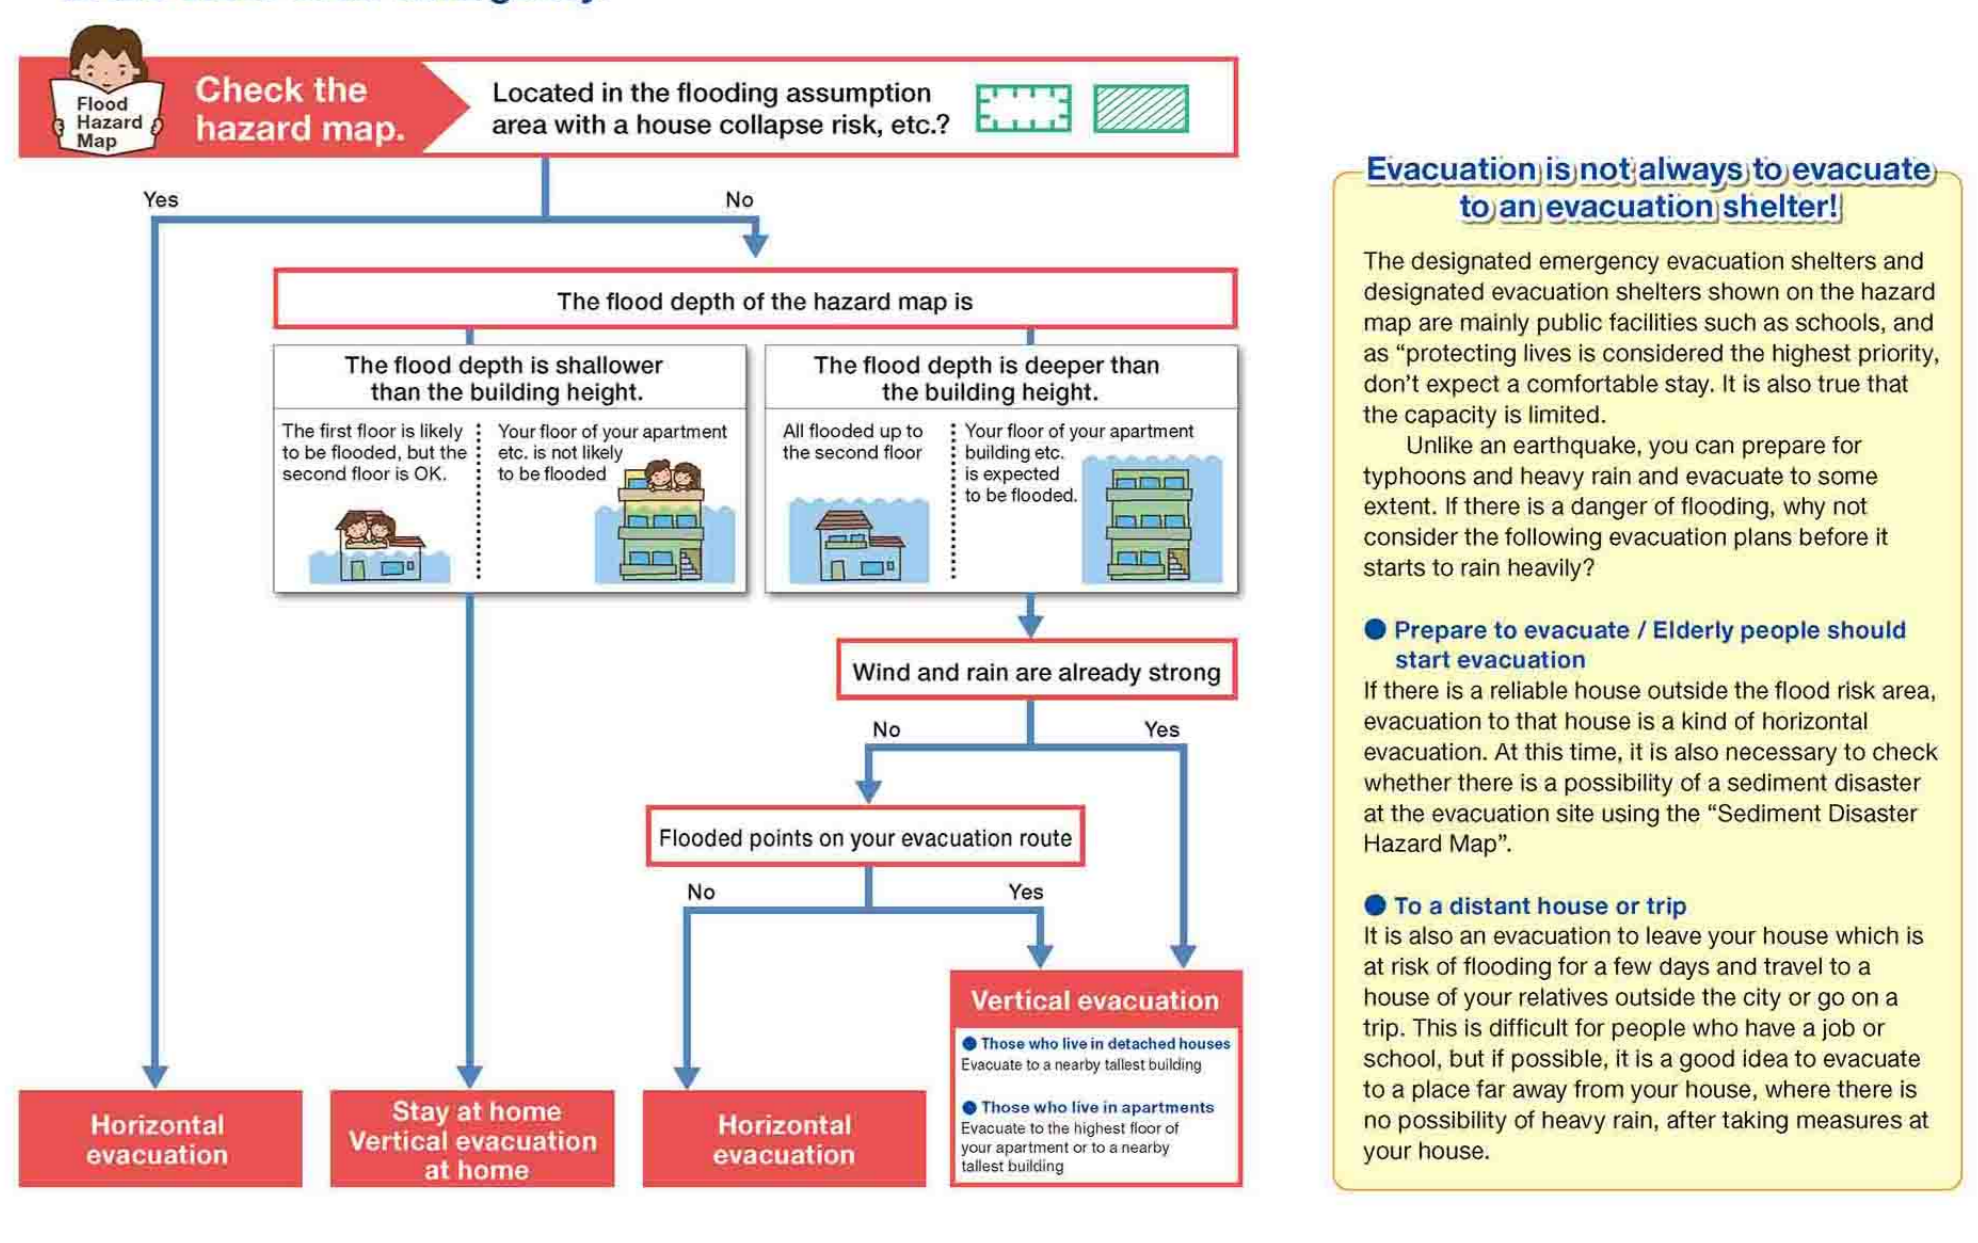 Flood
Hazard
Map
Check the
hazard map.
Located in the flooding assumption
area with a house collapse risk, etc.?
Yes
No
The flood depth of the hazard map is
The flood depth is shallower
than the building height.
The first floor is likely
to be flooded, but the
second floor is OK.
Your floor of your apartment
etc. is not likely
to be flooded
The flood depth is deeper than
the building height.
All flooded up to
the second floor
Your floor of your apartment
building etc.
is expected
to be flooded.
Wind and rain are already strong
No
Yes
Flooded points on your evacuation route
No
Yes
Horizontal
evacuation
Stay at home
Vertical evacuation
at home
Horizontal
evacuation
Vertical evacuation
● Those who live in detached houses
Evacuate to a nearby tallest building
● Those who live in apartments
Evacuate to the highest floor of
your apartment or to a nearby
tallest building
Evacuation is not always to evacuate
to an evacuation shelter!
The designated emergency evacuation shelters and
designated evacuation shelters shown on the hazard
map are mainly public facilities such as schools, and
as “protecting lives is considered the highest priority,
don’t expect a comfortable stay. It is also true that
the capacity is limited.
Unlike an earthquake, you can prepare for
typhoons and heavy rain and evacuate to some
extent. If there is a danger of flooding, why not
consider the following evacuation plans before it
starts to rain heavily?
● Prepare to evacuate / Elderly people should
start evacuation
If there is a reliable house outside the flood risk area,
evacuation to that house is a kind of horizontal
evacuation. At this time, it is also necessary to check
whether there is a possibility of a sediment disaster
at the evacuation site using the “Sediment Disaster
Hazard Map”.
● To a distant house or trip
It is also an evacuation to leave your house which is
at risk of flooding for a few days and travel to a
house of your relatives outside the city or go on a
trip. This is difficult for people who have a job or
school, but if possible, it is a good idea to evacuate
to a place far away from your house, where there is
no possibility of heavy rain, after taking measures at
your house.